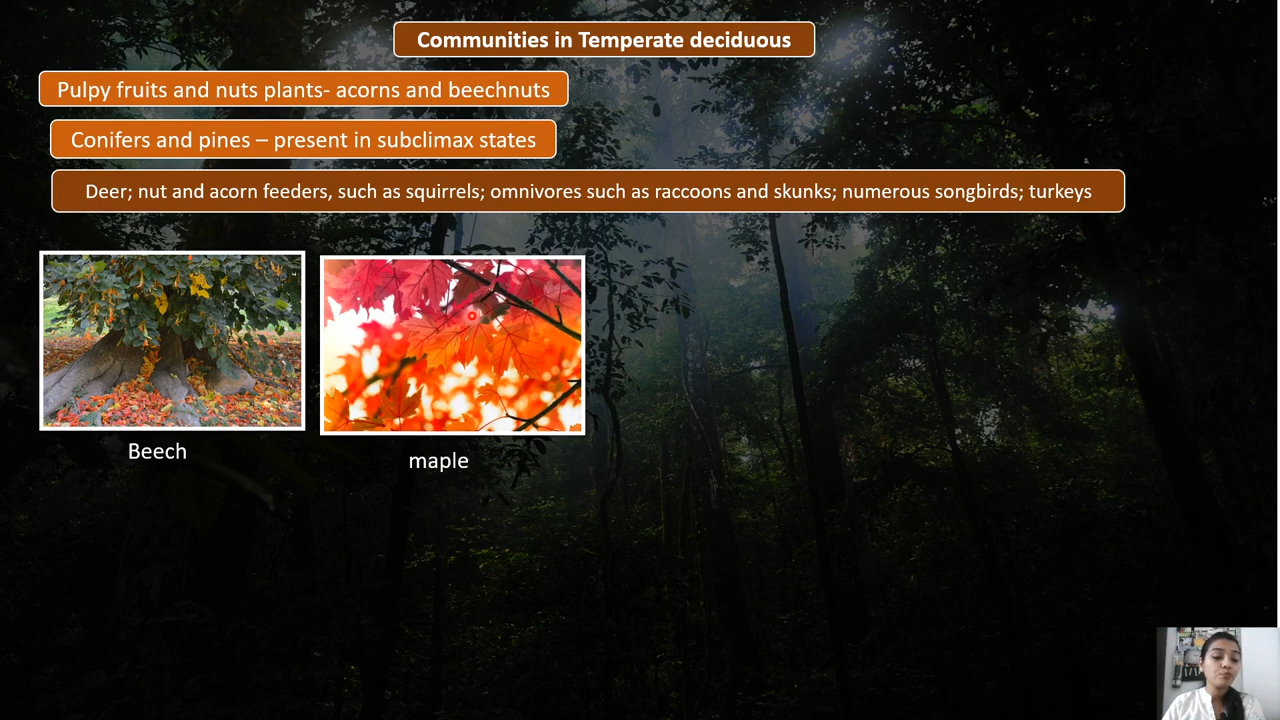 Communities in Temperate deciduous
Pulpy fruits and nuts plants- acorns and beechnuts
Conifers and pines – present in subclimax states
Deer; nut and acorn feeders, such as squirrels; omnivores such as raccoons and skunks; numerous songbirds; turkeys
Beech
maple